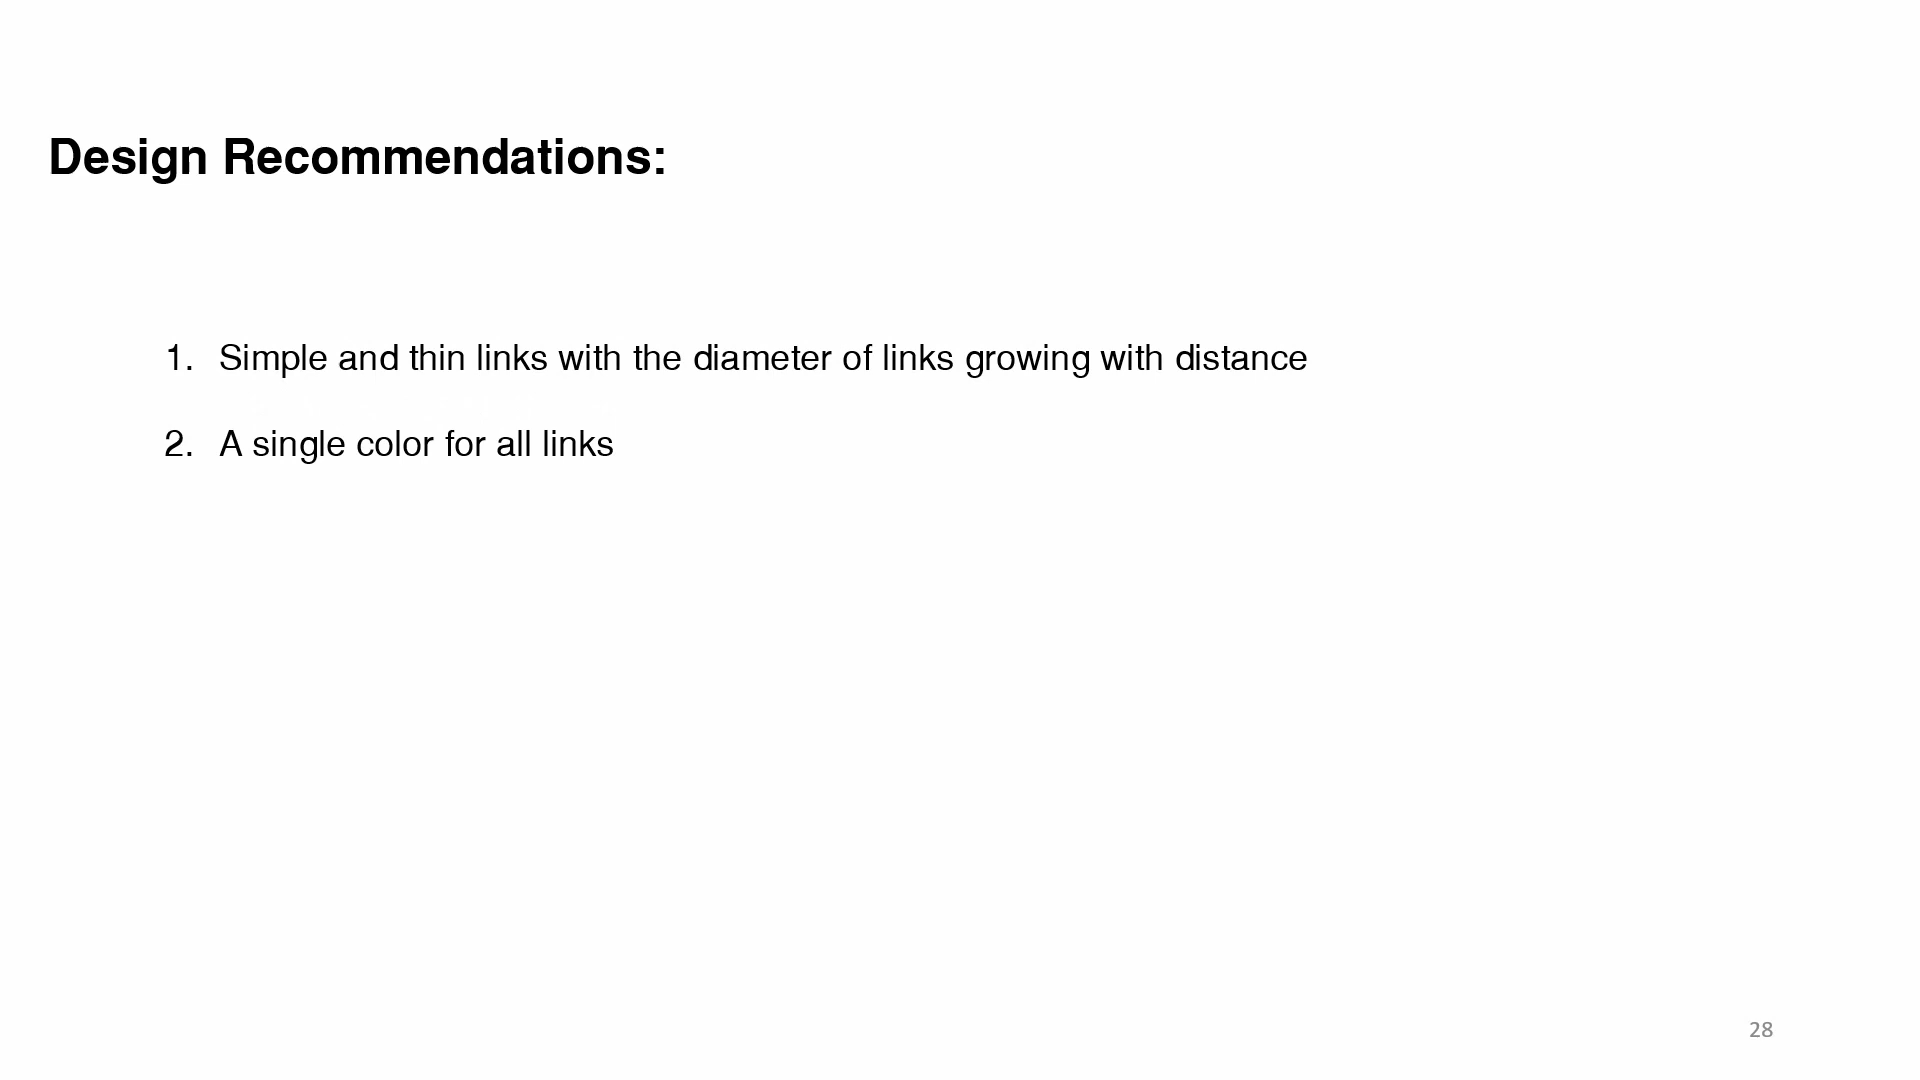 Design Recommendations:
1. Simple and thin links with the diameter of links growing with distance
2. A single color for all links
28